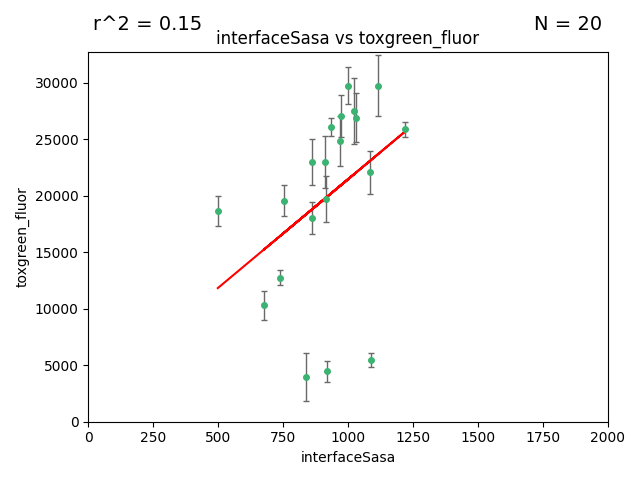 r^2 = 0.15
N = 20
interfaceSasa vs toxgreen_fluor
toxgreen_fluor
30000
25000
20000
15000
10000
5000
0
0 250 500 750 1000 1250 1500 1750 2000
interfaceSasa